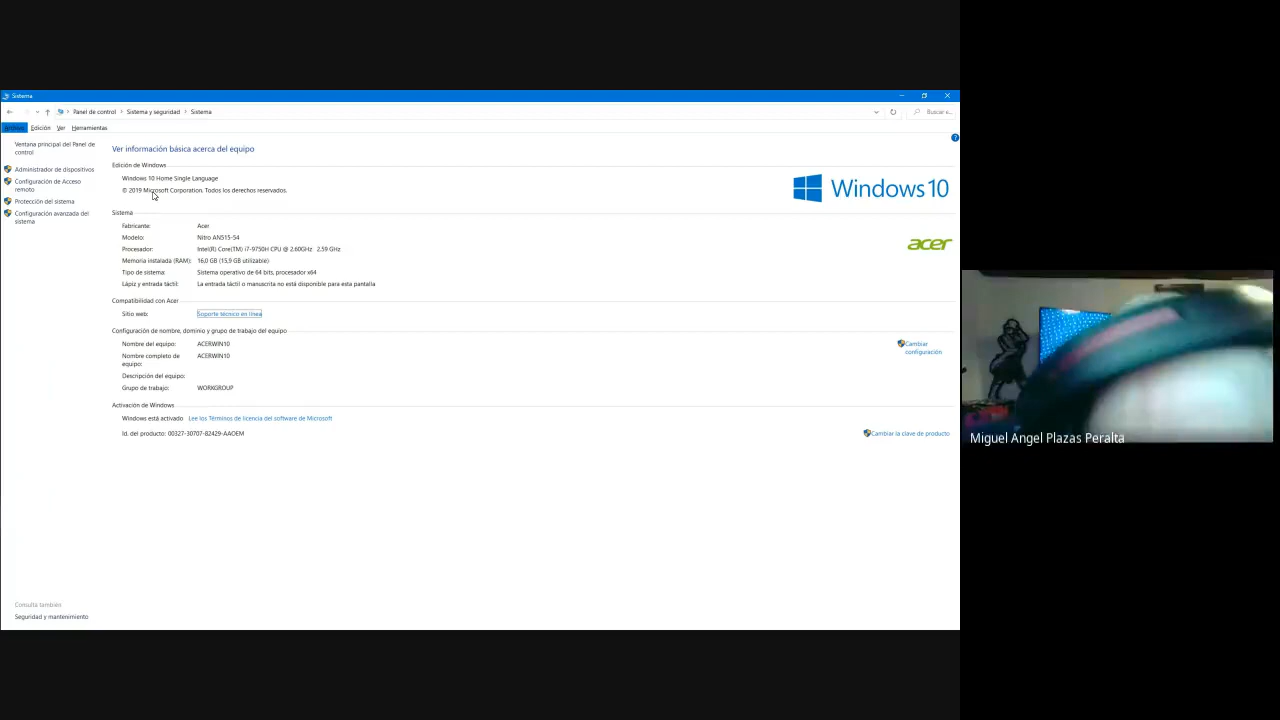 Sistema
Panel de control > Sistema y seguridad > Sistema
Buscar e...
Archivo Edición Ver Herramientas
Ventana principal del Panel de control
Administrador de dispositivos
Configuración de Acceso remoto
Protección del sistema
Configuración avanzada del sistema
Ver información básica acerca del equipo
Edición de Windows
Windows 10 Home Single Language
© 2019 Microsoft Corporation. Todos los derechos reservados.
Windows 10
Sistema
Fabricante: Acer
Modelo: Nitro AN515-54
Procesador: Intel(R) Core(TM) i7-9750H CPU @ 2.60GHz 2.59 GHz
Memoria instalada (RAM): 16,0 GB (15,9 GB utilizable)
Tipo de sistema: Sistema operativo de 64 bits, procesador x64
Lápiz y entrada táctil: La entrada táctil o manuscrita no está disponible para esta pantalla
acer
Compatibilidad con Acer
Sitio web: Soporte técnico en línea
Configuración de nombre, dominio y grupo de trabajo del equipo
Nombre del equipo: ACERWIN10
Nombre completo de equipo: ACERWIN10
Descripción del equipo:
Grupo de trabajo: WORKGROUP
Cambiar configuración
Activación de Windows
Windows está activado Lee los Términos de licencia del software de Microsoft
Id. del producto: 00327-30707-82429-AAOEM
Cambiar la clave de producto
Consulta también
Seguridad y mantenimiento
Miguel Angel Plazas Peralta